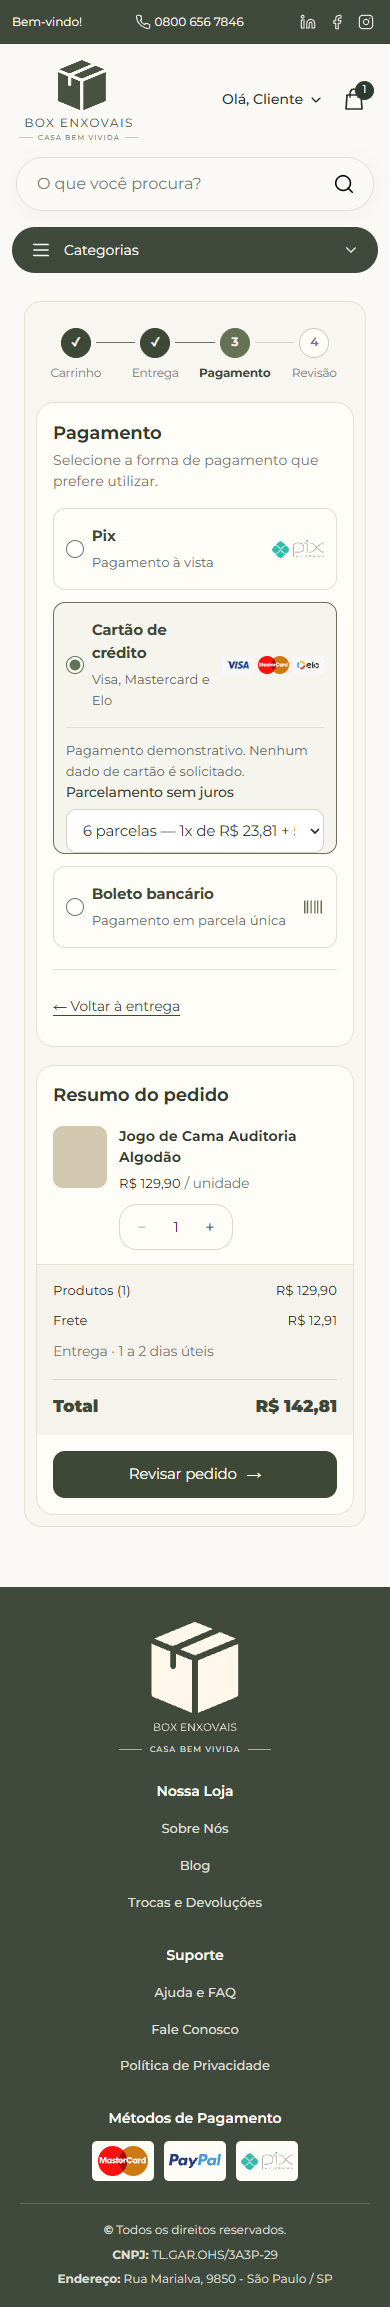 Bem-vindo!
0800 656 7846
BOX ENXOVAIS
CASA BEM VIVIDA
Olá, Cliente
1
O que você procura?
Categorias
3
4
Carrinho
Entrega
Pagamento
Revisão
Pagamento
Selecione a forma de pagamento que
prefere utilizar.
Pix
Pagamento à vista
pix
Cartão de
crédito
Visa, Mastercard e
Elo
VISA
MasterCard
elo
Pagamento demonstrativo. Nenhum
dado de cartão é solicitado.
Parcelamento sem juros
6 parcelas — 1x de R$ 23,81 +
Boleto bancário
Pagamento em parcela única
← Voltar à entrega
Resumo do pedido
Jogo de Cama Auditoria
Algodão
R$ 129,90 / unidade
− 1 +
Produtos (1) R$ 129,90
Frete R$ 12,91
Entrega · 1 a 2 dias úteis
Total R$ 142,81
Revisar pedido →
BOX ENXOVAIS
CASA BEM VIVIDA
Nossa Loja
Sobre Nós
Blog
Trocas e Devoluções
Suporte
Ajuda e FAQ
Fale Conosco
Política de Privacidade
Métodos de Pagamento
MasterCard
PayPal
pix
© Todos os direitos reservados.
CNPJ: TL.GAR.OHS/3A3P-29
Endereço: Rua Marialva, 9850 - São Paulo / SP